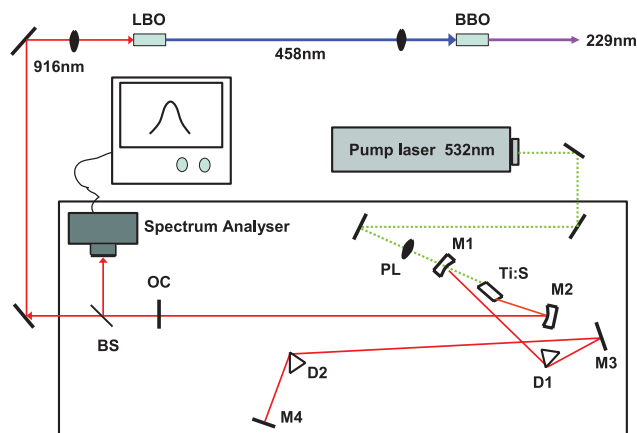 LBO
BBO
916nm
458nm
229nm
Pump laser 532nm
Spectrum Analyser
M1
PL
Ti:S
M2
OC
BS
M3
D2
D1
M4